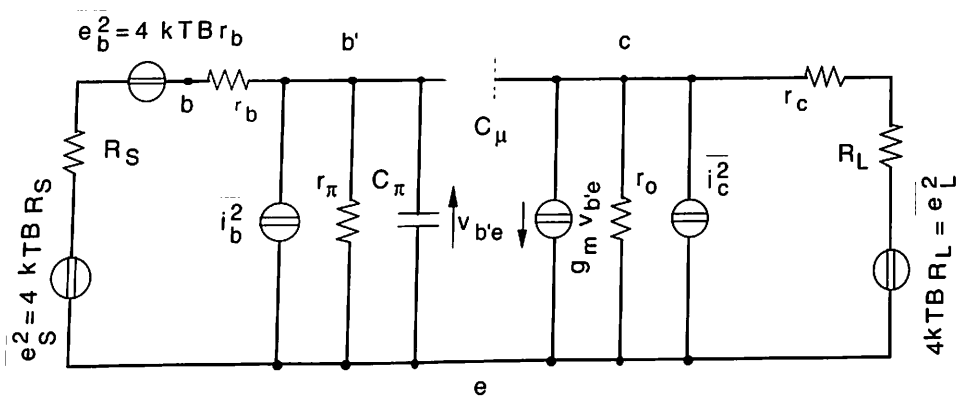 e_b^2 = 4 kTB r_b
b'
c
b
r_b
r_c
C_μ
R_S
R_L
r_π
C_π
i_b^2
v_b'e
g_m v_b'e
r_o
i_c^2
e_S^2 = 4 kTB R_S
4kTB R_L = e_L^2
e